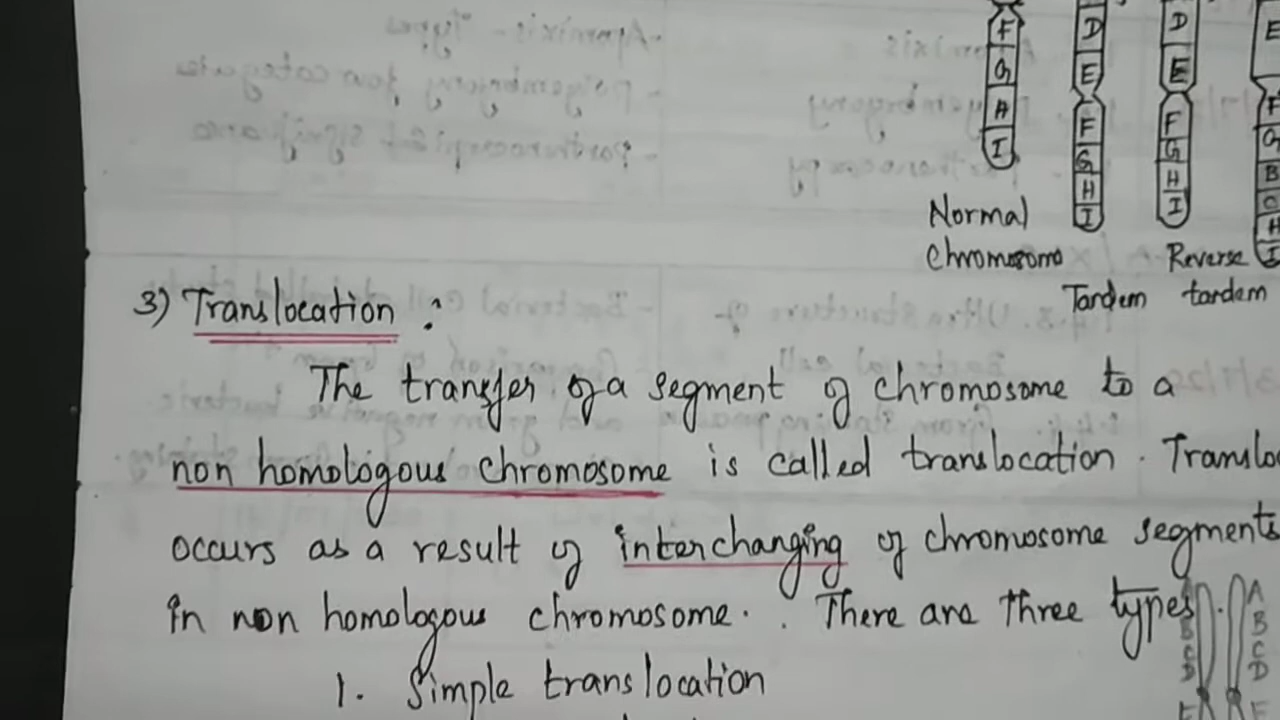 F
G
H
I
D
E
F
G
H
I
D
E
F
G
H
I
E
F
G
B
C
H
I
Normal
Chromosomo
Tandem
Reverse
tandem
3) Translocation :
The transfer of a segment of chromosome to a
non homologous chromosome is called translocation. Translo
occurs as a result of interchanging of chromosome segments
in non homologous chromosome. There are three types.
A
B
C
D
1. Simple translocation